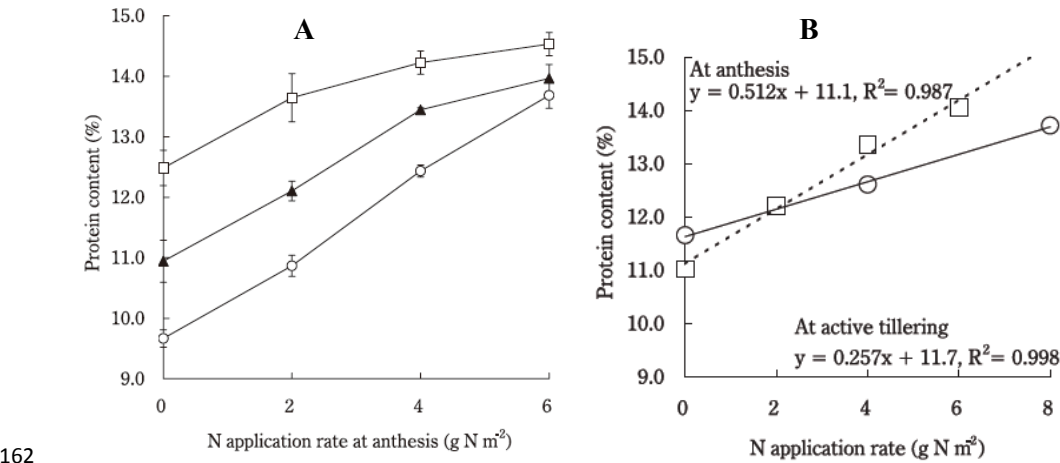 A
15.0
14.0
13.0
12.0
11.0
10.0
9.0
Protein content (%)
0 2 4 6
N application rate at anthesis (g N m⁻²)
B
15.0
14.0
13.0
12.0
11.0
10.0
9.0
Protein content (%)
At anthesis
y = 0.512x + 11.1, R²= 0.987
At active tillering
y = 0.257x + 11.7, R²= 0.998
0 2 4 6 8
N application rate (g N m⁻²)
162